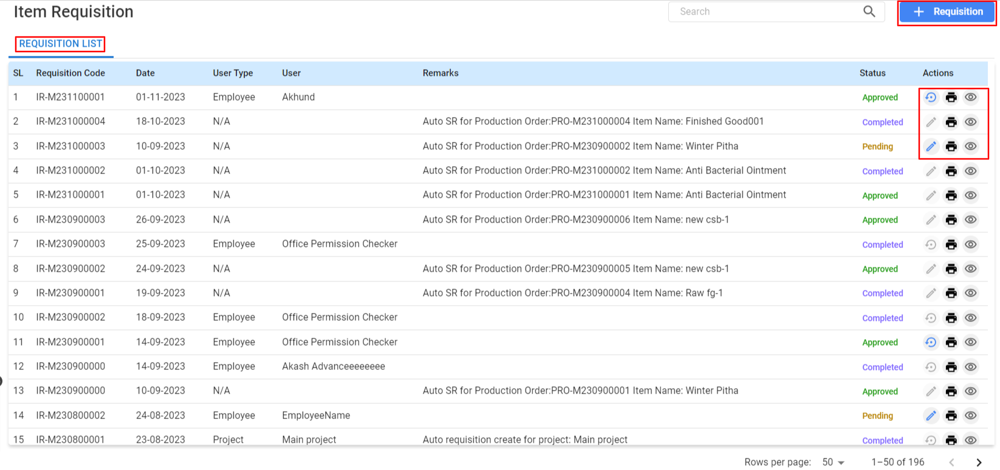 Item Requisition
Search
Requisition
REQUISITION LIST
SL Requisition Code Date User Type User Remarks Status Actions
1 IR-M231100001 01-11-2023 Employee Akhund Approved
2 IR-M231000004 18-10-2023 N/A Auto SR for Production Order:PRO-M231000004 Item Name: Finished Good001 Completed
3 IR-M231000003 10-09-2023 N/A Auto SR for Production Order:PRO-M230900002 Item Name: Winter Pitha Pending
4 IR-M231000002 01-10-2023 N/A Auto SR for Production Order:PRO-M231000002 Item Name: Anti Bacterial Ointment Completed
5 IR-M231000001 01-10-2023 N/A Auto SR for Production Order:PRO-M231000001 Item Name: Anti Bacterial Ointment Approved
6 IR-M230900003 26-09-2023 N/A Auto SR for Production Order:PRO-M230900006 Item Name: new csb-1 Approved
7 IR-M230900003 25-09-2023 Employee Office Permission Checker Completed
8 IR-M230900002 24-09-2023 N/A Auto SR for Production Order:PRO-M230900005 Item Name: new csb-1 Approved
9 IR-M230900001 19-09-2023 N/A Auto SR for Production Order:PRO-M230900004 Item Name: Raw fg-1 Completed
10 IR-M230900002 18-09-2023 Employee Office Permission Checker Completed
11 IR-M230900001 14-09-2023 Employee Office Permission Checker Approved
12 IR-M230900000 14-09-2023 Employee Akash Advanceeeeeeee Completed
13 IR-M230900000 10-09-2023 N/A Auto SR for Production Order:PRO-M230900001 Item Name: Winter Pitha Approved
14 IR-M230800002 24-08-2023 Employee EmployeeName Pending
15 IR-M230800001 23-08-2023 Project Main project Auto requisition create for project: Main project Completed
Rows per page: 50 1–50 of 196